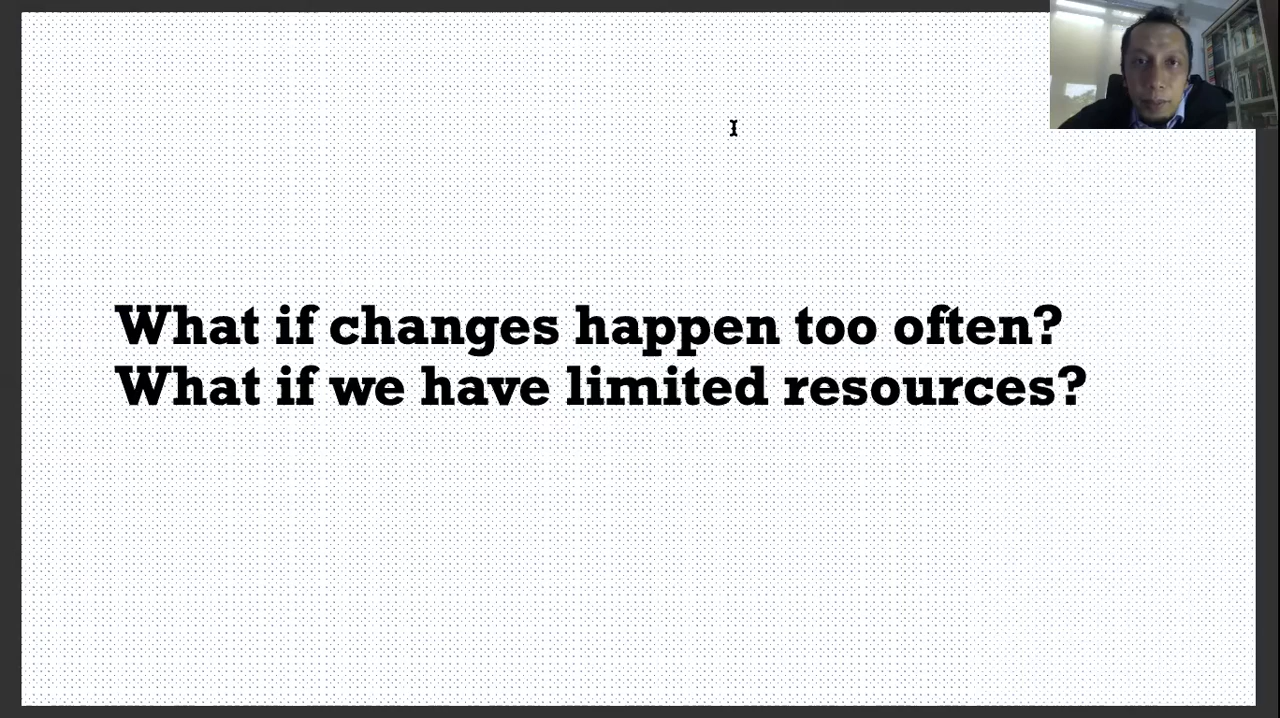 What if changes happen too often?
What if we have limited resources?